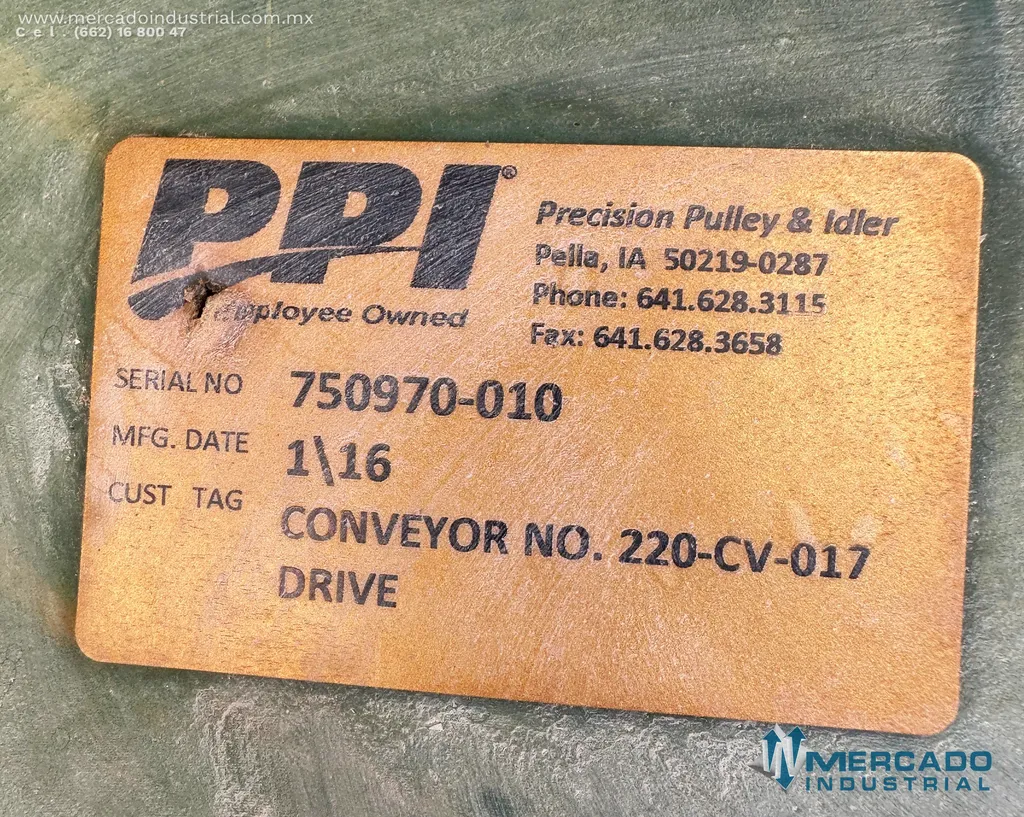 www.mercadoindustrial.com.mx
Cel. (662) 16 800 47
PPI®
Employee Owned
Precision Pulley & Idler
Pella, IA 50219-0287
Phone: 641.628.3115
Fax: 641.628.3658
SERIAL NO 750970-010
MFG. DATE 1\16
CUST TAG CONVEYOR NO. 220-CV-017
DRIVE
MERCADO
INDUSTRIAL